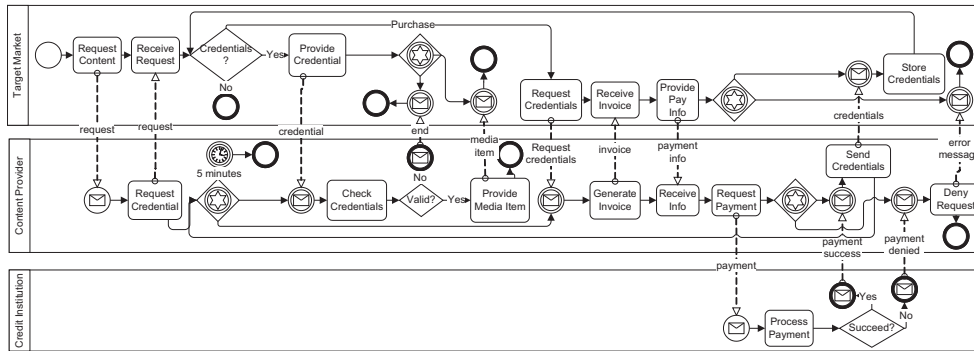 Target Market
Request
Content
Receive
Request
Credentials
?
Yes
No
Provide
Credential
Purchase
Request
Credentials
Receive
Invoice
Provide
Pay
Info
Store
Credentials
request
request
credential
end
media
item
Request
credentials
invoice
payment
info
credentials
error
message
Content Provider
Request
Credential
5 minutes
Check
Credentials
Valid?
No
Yes
Provide
Media Item
Generate
Invoice
Receive
Info
Request
Payment
Send
Credentials
Deny
Request
payment
payment
success
payment
denied
Credit Institution
Process
Payment
Succeed?
Yes
No